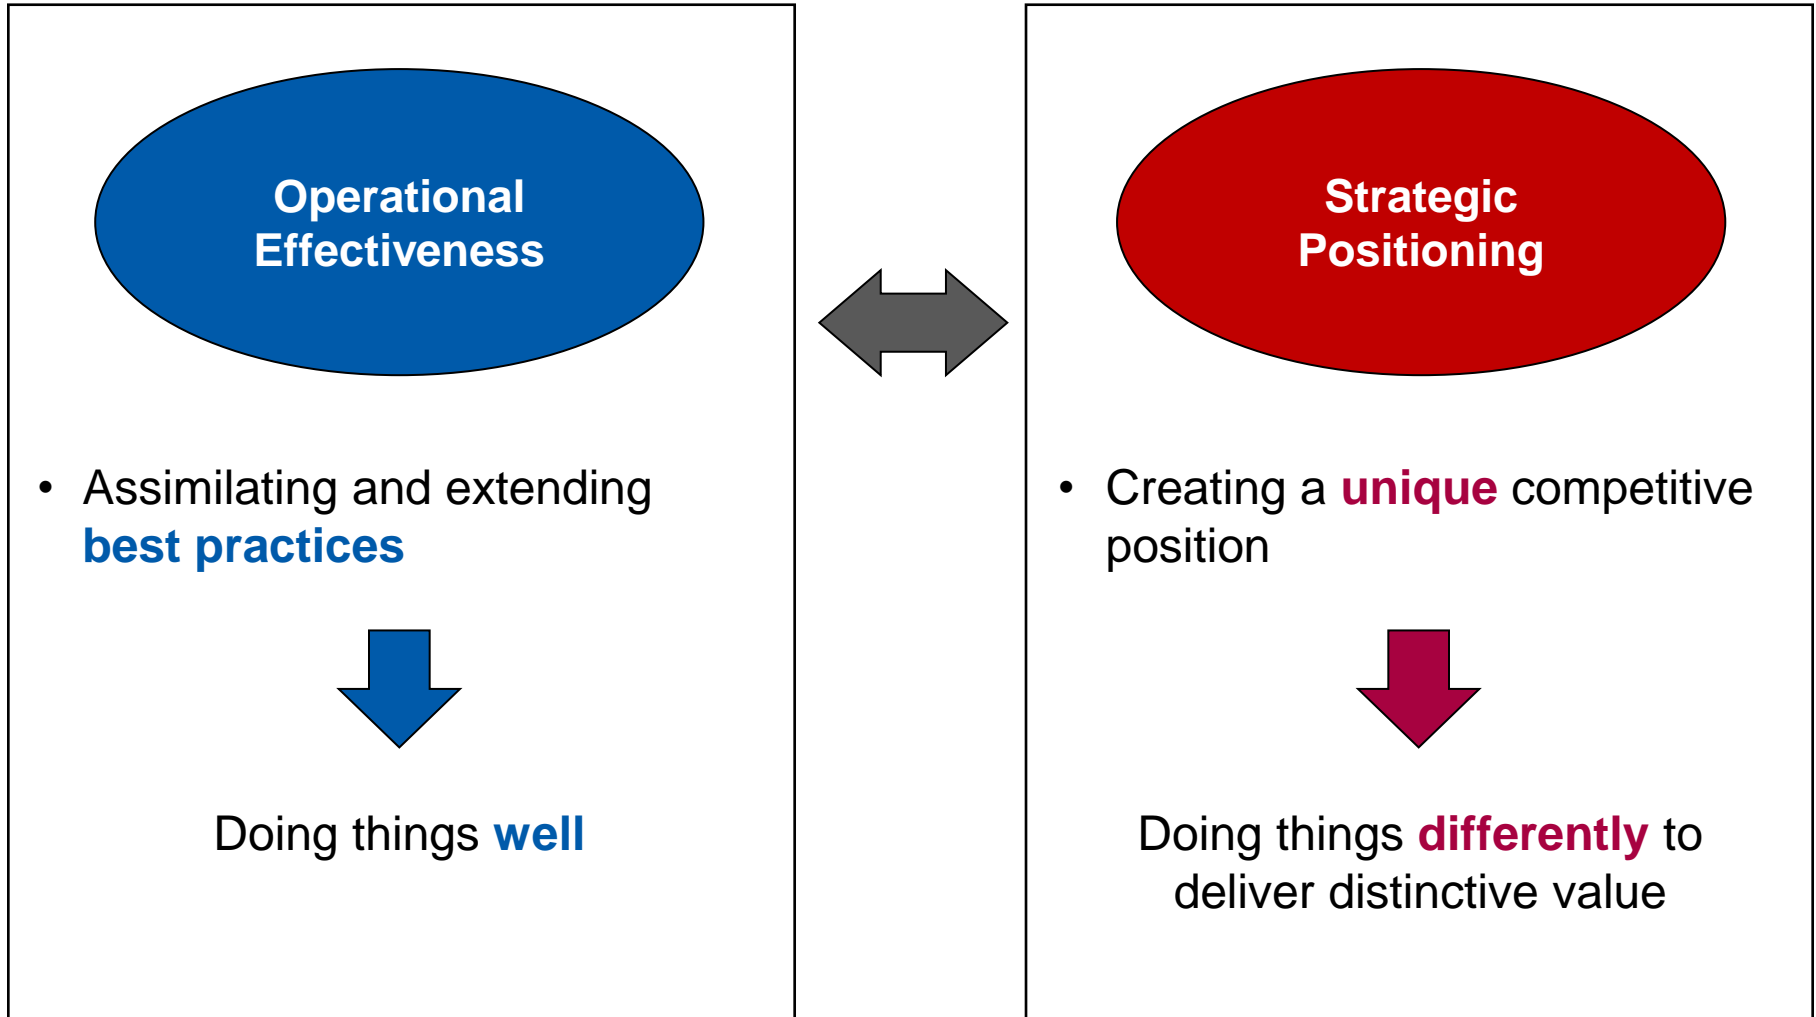 Operational
Effectiveness
• Assimilating and extending
best practices
Doing things well
Strategic
Positioning
• Creating a unique competitive
position
Doing things differently to
deliver distinctive value